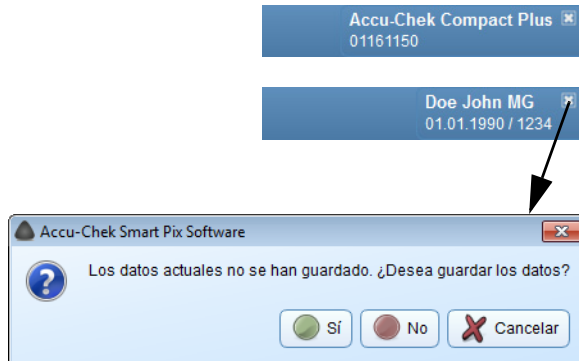 Accu-Chek Compact Plus
01161150
Doe John MG
01.01.1990 / 1234
Accu-Chek Smart Pix Software
Los datos actuales no se han guardado. ¿Desea guardar los datos?
Sí No Cancelar